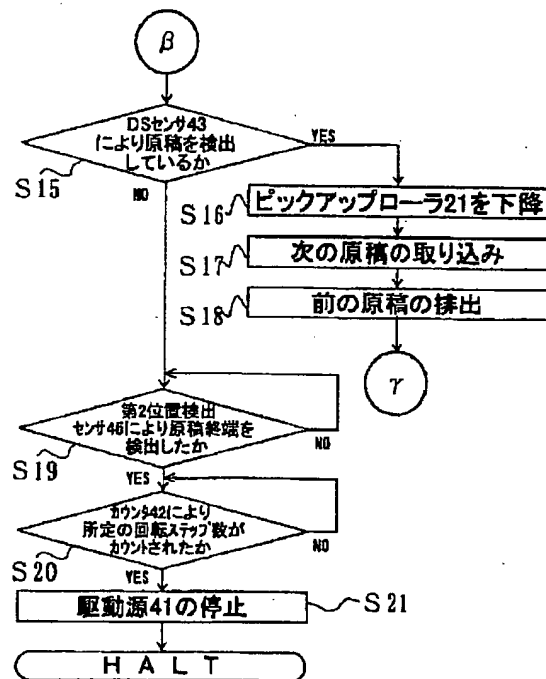 β
DSセンサ43
により原稿を検出
しているか
YES
S15
NO
S16
ピックアップローラ21を下降
S17
次の原稿の取り込み
S18
前の原稿の排出
γ
第2位置検出
センサ46により原稿終端を
検出したか
NO
S19
YES
カウンタ42により
所定の回転ステップ数が
カウントされたか
NO
S20
YES
駆動源41の停止
S21
HALT